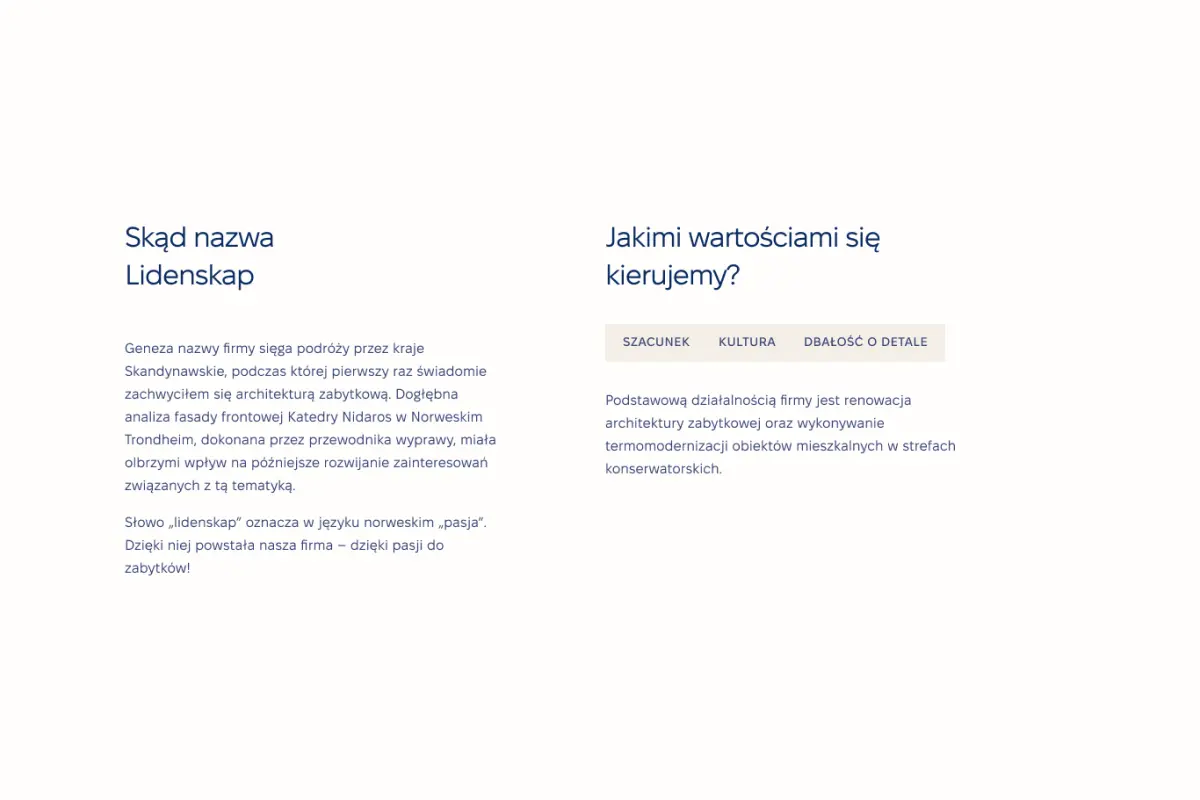 Skąd nazwa
Lidenskap
Geneza nazwy firmy sięga podróży przez kraje
Skandynawskie, podczas której pierwszy raz świadomie
zachwyciłem się architekturą zabytkową. Dogłębna
analiza fasady frontowej Katedry Nidaros w Norweskim
Trondheim, dokonana przez przewodnika wyprawy, miała
olbrzymi wpływ na późniejsze rozwijanie zainteresowań
związanych z tą tematyką.
Słowo „lidenskap” oznacza w języku norweskim „pasja”.
Dzięki niej powstała nasza firma – dzięki pasji do
zabytków!
Jakimi wartościami się
kierujemy?
SZACUNEK KULTURA DBAŁOŚĆ O DETALE
Podstawową działalnością firmy jest renowacja
architektury zabytkowej oraz wykonywanie
termomodernizacji obiektów mieszkalnych w strefach
konserwatorskich.